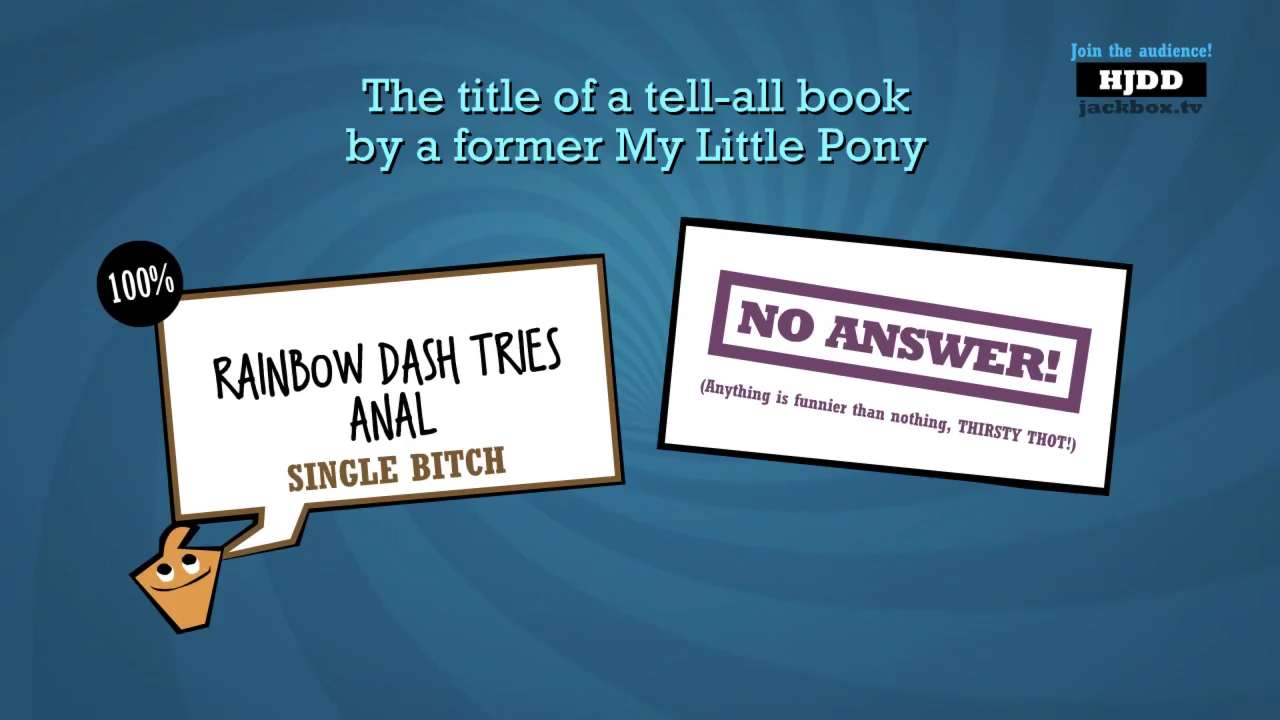 Join the audience!
HJDD
jackbox.tv
The title of a tell-all book
by a former My Little Pony
100%
RAINBOW DASH TRIES
ANAL
SINGLE BITCH
NO ANSWER!
(Anything is funnier than nothing, THIRSTY THOT!)